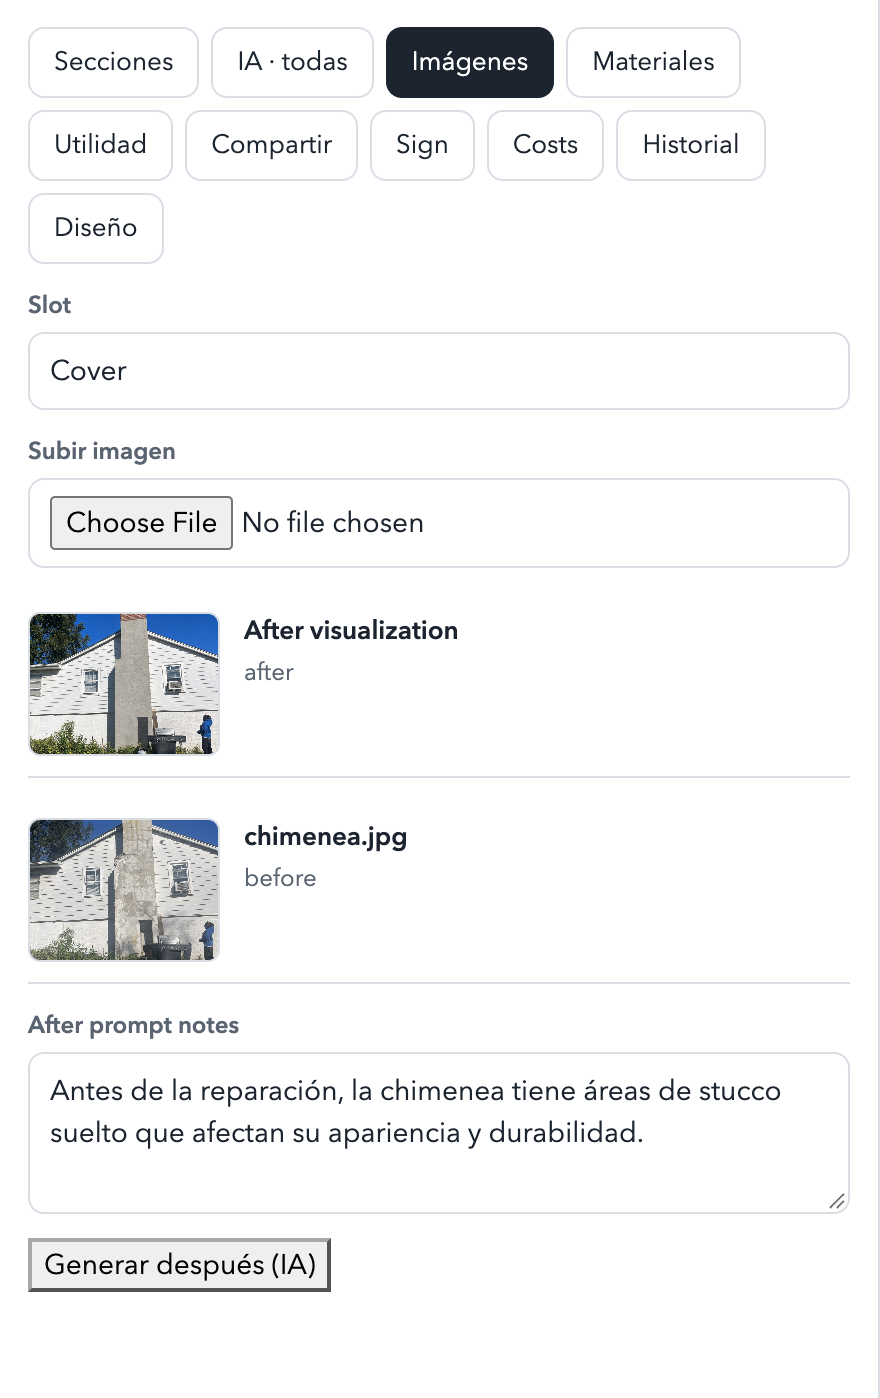 Secciones
IA · todas
Imágenes
Materiales
Utilidad
Compartir
Sign
Costs
Historial
Diseño
Slot
Cover
Subir imagen
Choose File No file chosen
After visualization
after
chimenea.jpg
before
After prompt notes
Antes de la reparación, la chimenea tiene áreas de stucco
suelto que afectan su apariencia y durabilidad.
Generar después (IA)